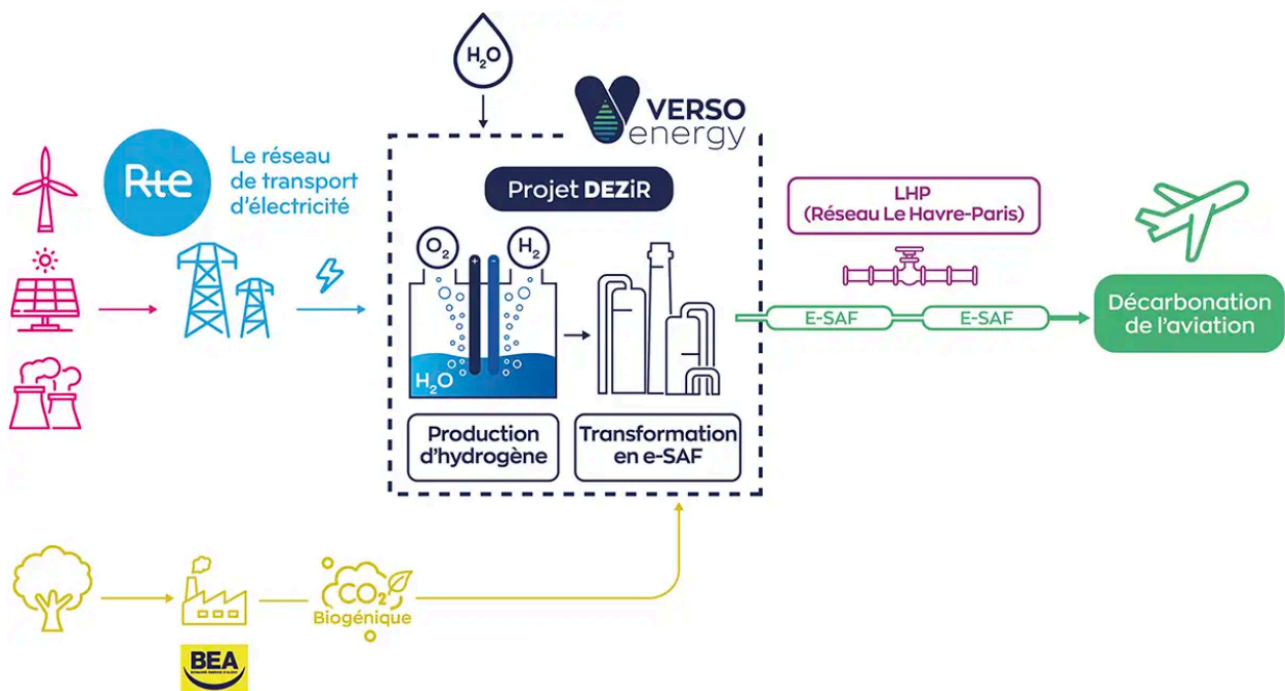 H₂O
VERSO
energy
Rte
Le réseau
de transport
d'électricité
Projet DEZiR
O₂
H₂
+
-
H₂O
Production
d'hydrogène
Transformation
en e-SAF
LHP
(Réseau Le Havre-Paris)
E-SAF
E-SAF
Décarbonation
de l'aviation
CO₂
Biogénique
BEA